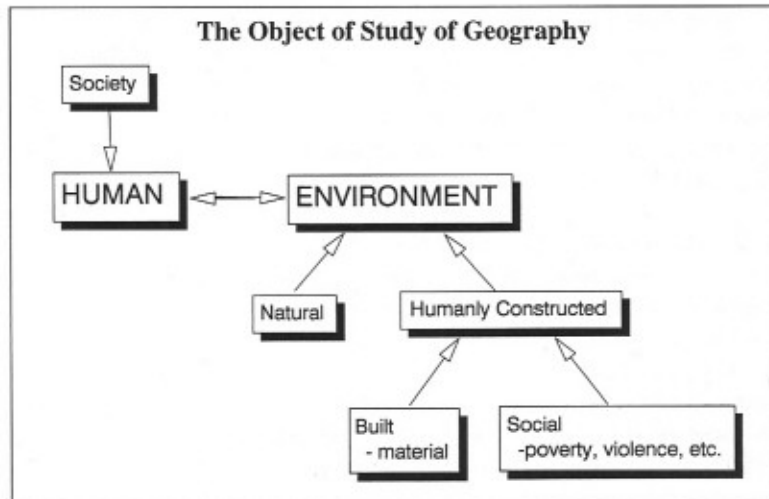 The Object of Study of Geography
Society
HUMAN
ENVIRONMENT
Natural
Humanly Constructed
Built
- material
Social
-poverty, violence, etc.